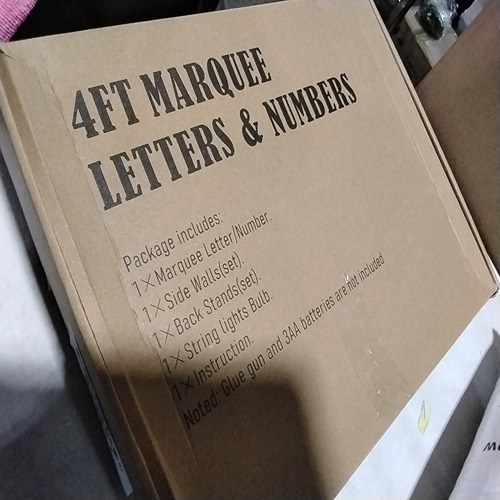 4FT MARQUEE
LETTERS & NUMBERS
Package includes:
1×Marquee Letter/Number.
1×Side Walls(set).
1×Back Stands(set).
1×String lights Bulb.
1×Instruction.
Noted: Glue gun and 3AA batteries are not included